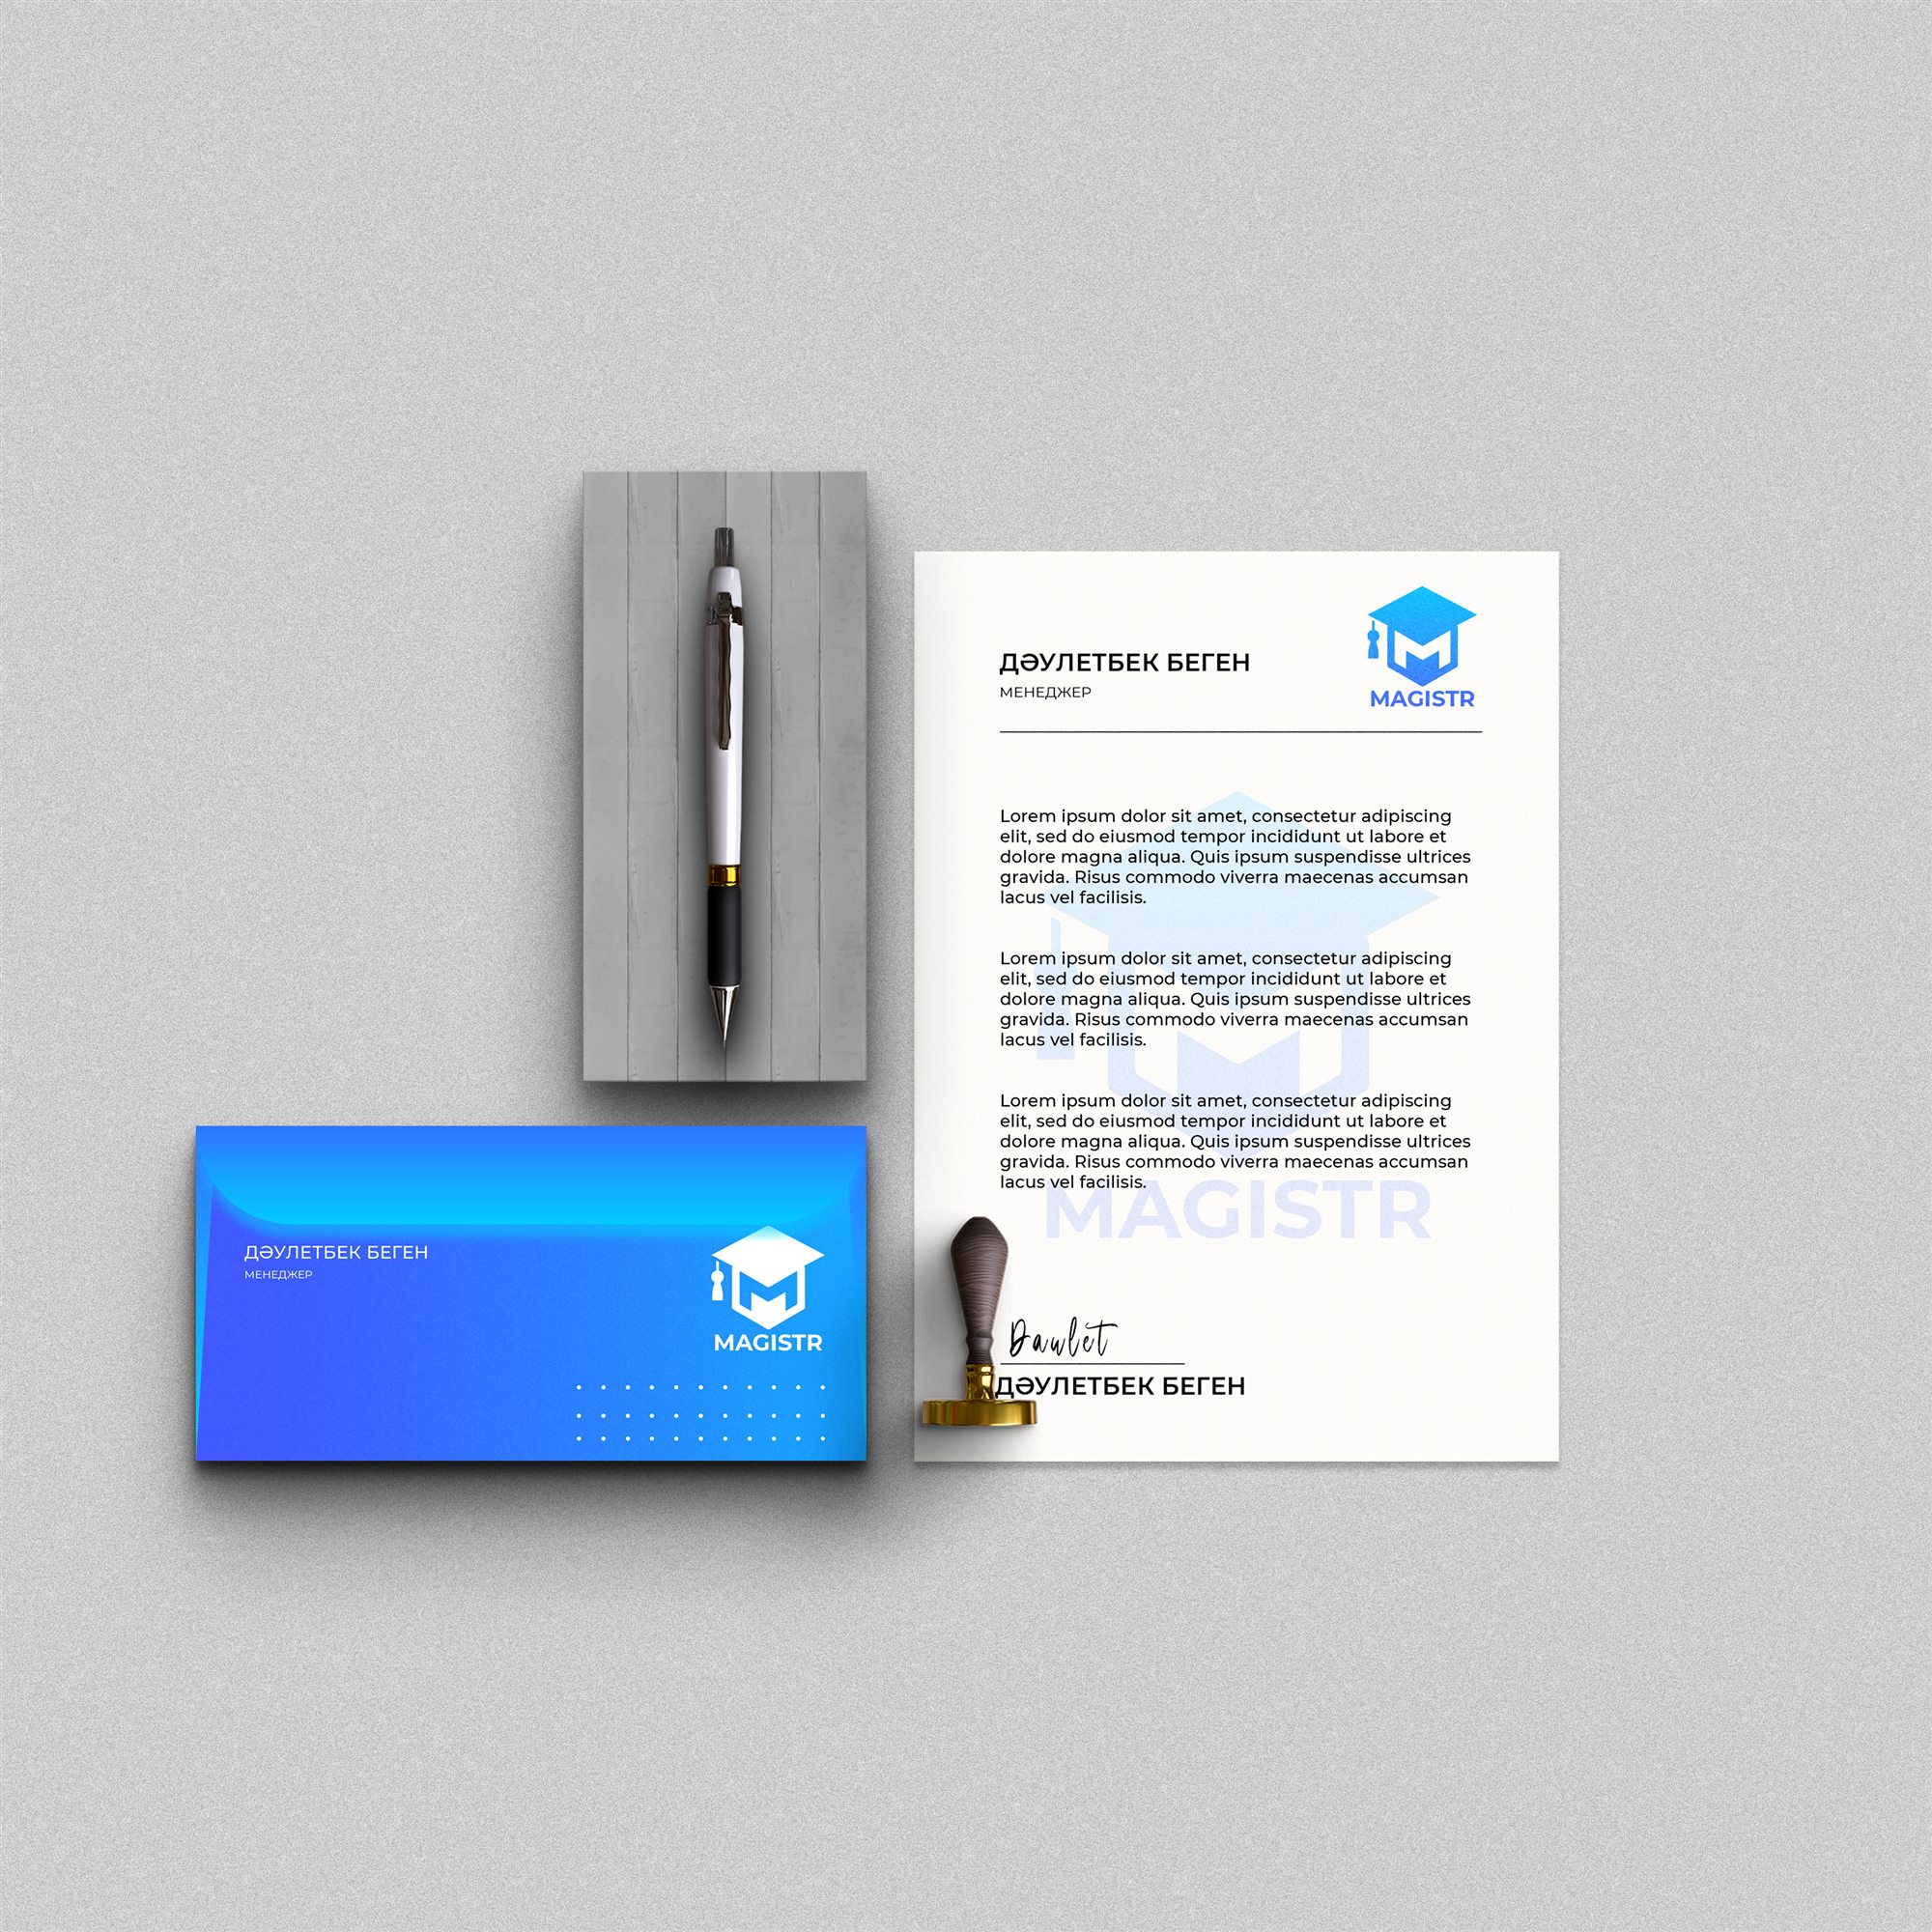 ДӘУЛЕТБЕК БЕГЕН
МЕНЕДЖЕР
MAGISTR
Lorem ipsum dolor sit amet, consectetur adipiscing
elit, sed do eiusmod tempor incididunt ut labore et
dolore magna aliqua. Quis ipsum suspendisse ultrices
gravida. Risus commodo viverra maecenas accumsan
lacus vel facilisis.
Lorem ipsum dolor sit amet, consectetur adipiscing
elit, sed do eiusmod tempor incididunt ut labore et
dolore magna aliqua. Quis ipsum suspendisse ultrices
gravida. Risus commodo viverra maecenas accumsan
lacus vel facilisis.
Lorem ipsum dolor sit amet, consectetur adipiscing
elit, sed do eiusmod tempor incididunt ut labore et
dolore magna aliqua. Quis ipsum suspendisse ultrices
gravida. Risus commodo viverra maecenas accumsan
lacus vel facilisis.
MAGISTR
Daulet
ДӘУЛЕТБЕК БЕГЕН
ДӘУЛЕТБЕК БЕГЕН
МЕНЕДЖЕР
MAGISTR